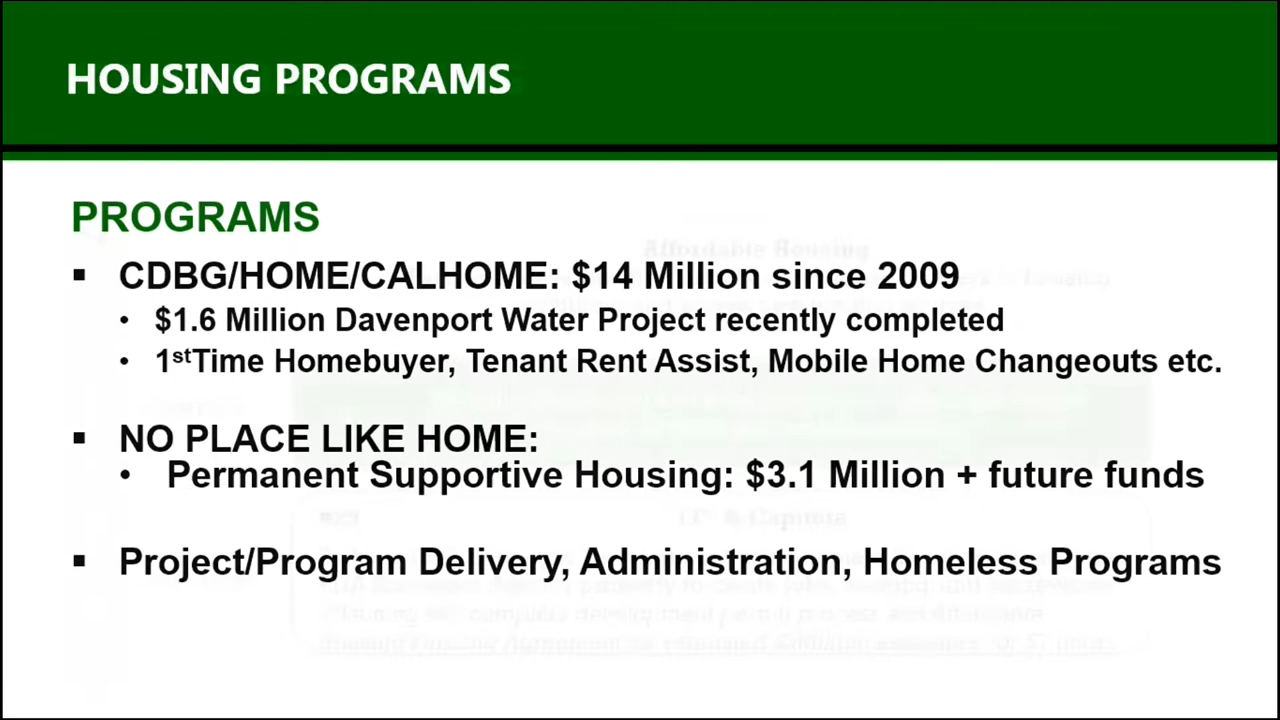 HOUSING PROGRAMS
PROGRAMS
▪ CDBG/HOME/CALHOME: $14 Million since 2009
• $1.6 Million Davenport Water Project recently completed
• 1stTime Homebuyer, Tenant Rent Assist, Mobile Home Changeouts etc.
▪ NO PLACE LIKE HOME:
• Permanent Supportive Housing: $3.1 Million + future funds
▪ Project/Program Delivery, Administration, Homeless Programs
Affordable Housing